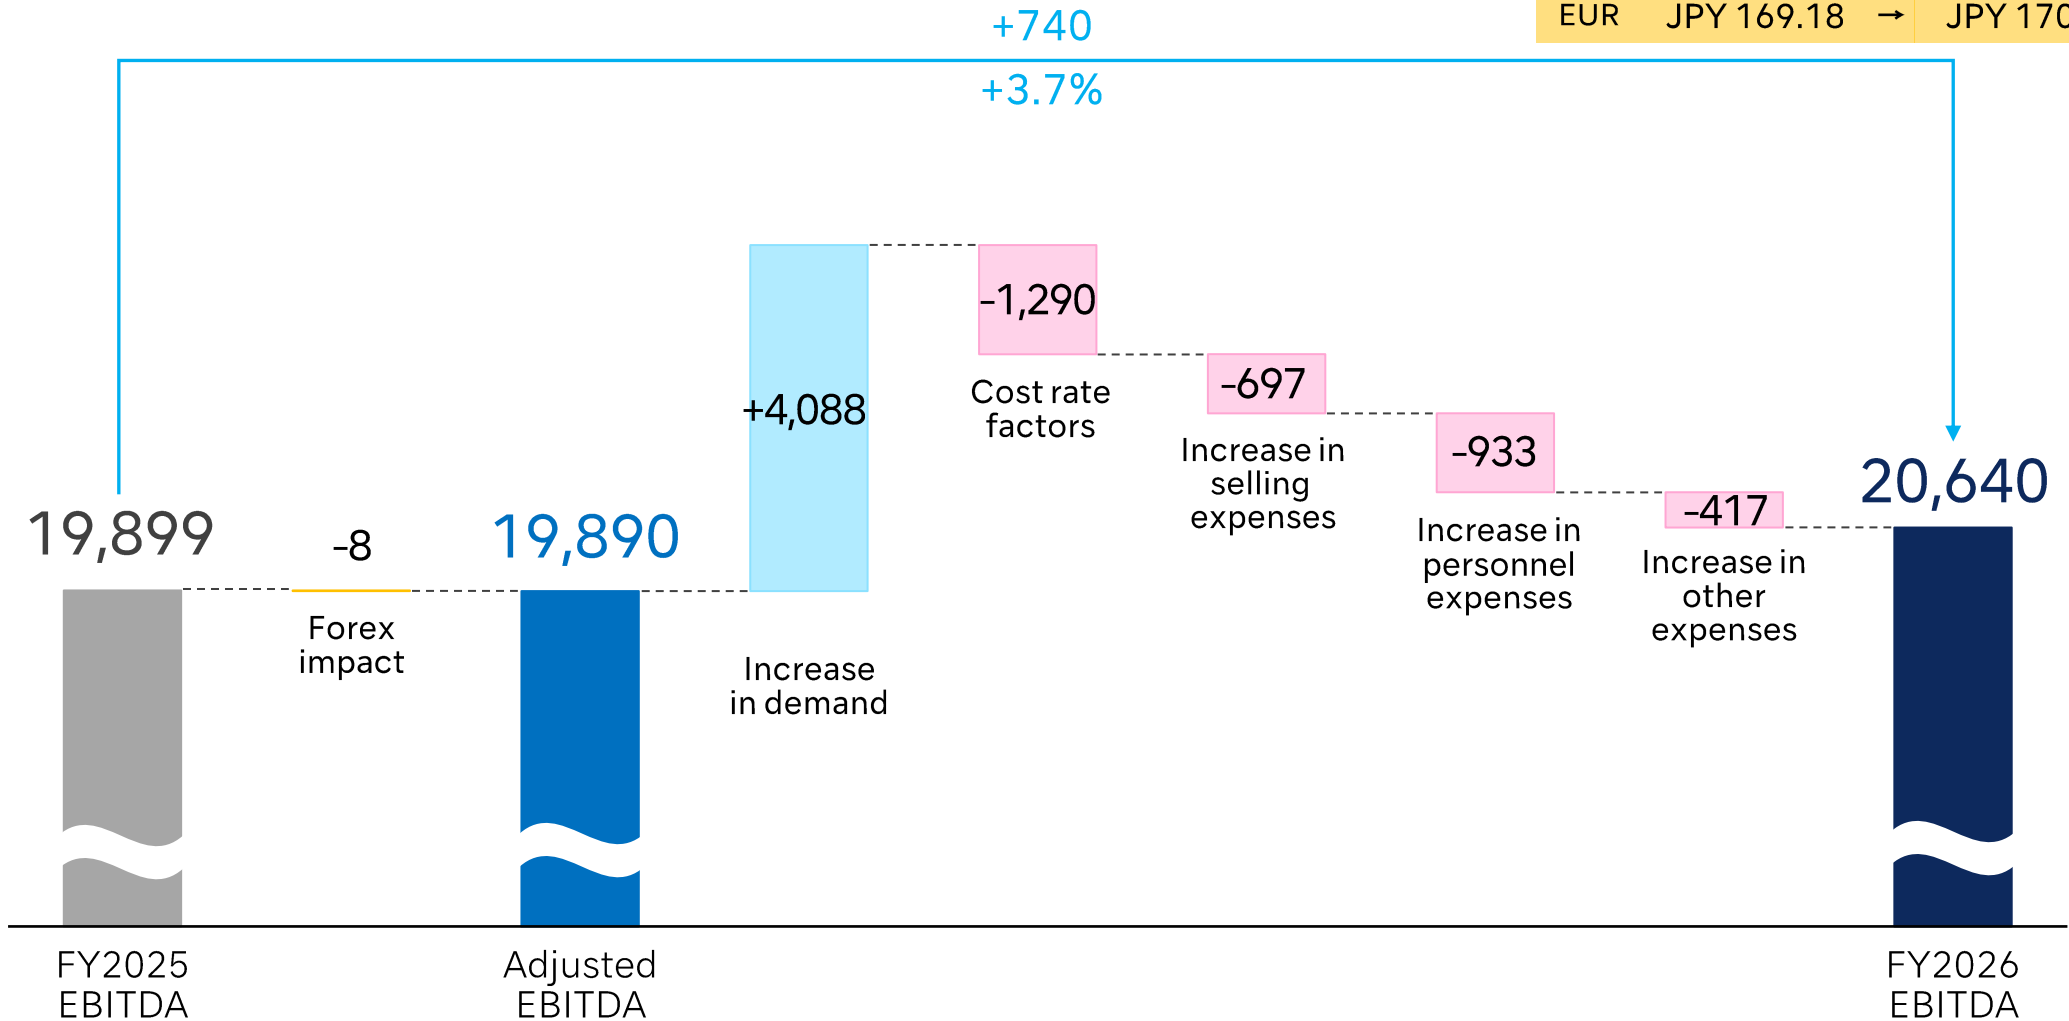 +740
+3.7%
EUR JPY 169.18 → JPY 170
19,899
-8
Forex
impact
19,890
+4,088
Increase
in demand
-1,290
Cost rate
factors
-697
Increase in
selling
expenses
-933
Increase in
personnel
expenses
-417
Increase in
other
expenses
20,640
FY2025
EBITDA
Adjusted
EBITDA
FY2026
EBITDA